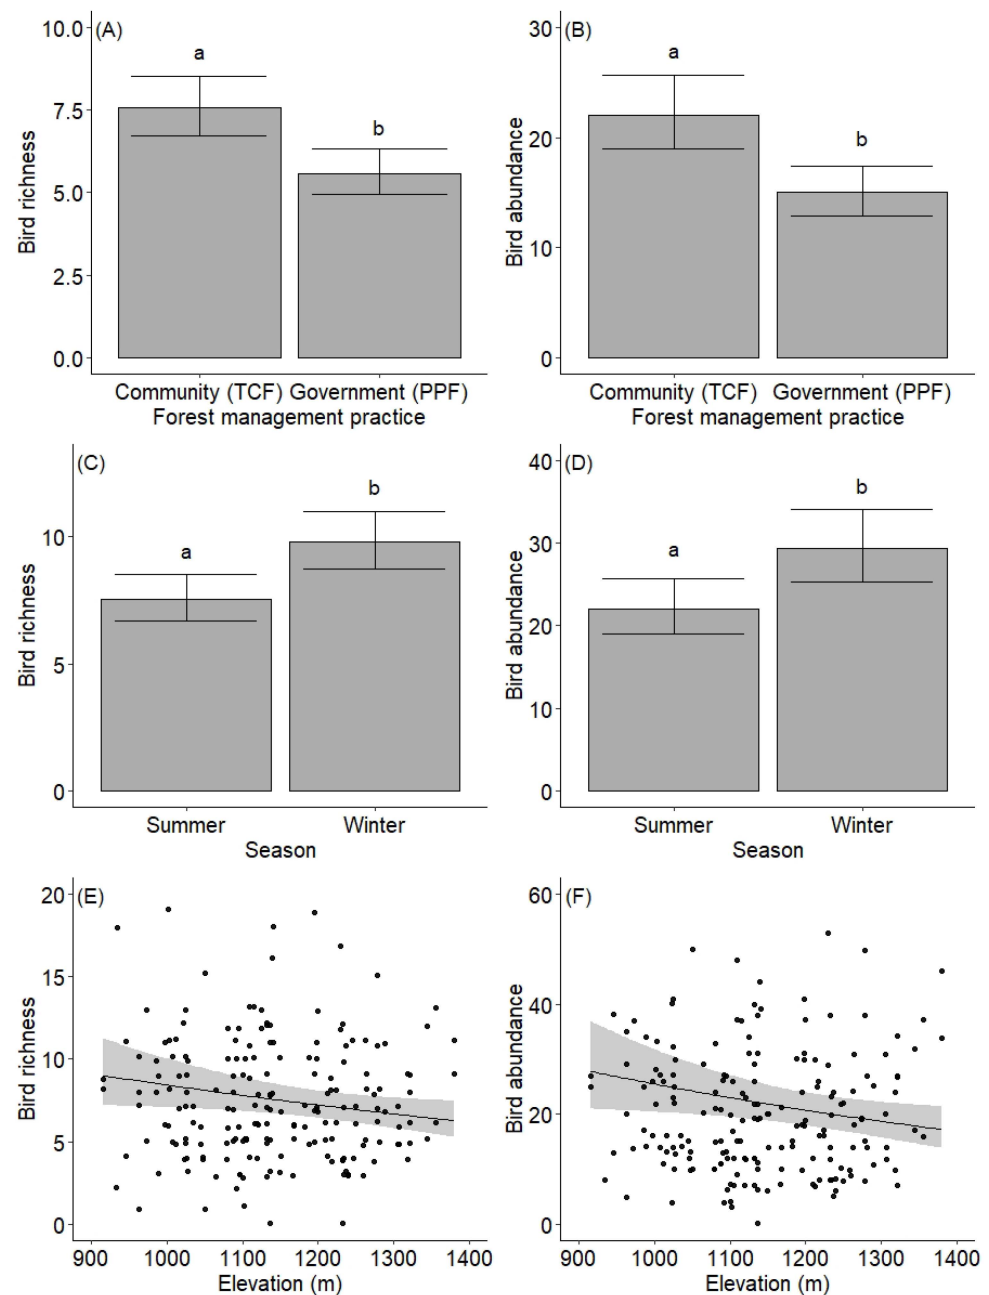 (A)
a
b
10.0
7.5
5.0
2.5
0.0
Bird richness
Community (TCF) Government (PPF)
Forest management practice
(B)
a
b
30
20
10
0
Bird abundance
Community (TCF) Government (PPF)
Forest management practice
(C)
a
b
10
5
0
Bird richness
Summer Winter
Season
(D)
a
b
40
30
20
10
0
Bird abundance
Summer Winter
Season
(E)
20
15
10
5
0
Bird richness
900 1000 1100 1200 1300 1400
Elevation (m)
(F)
60
40
20
0
Bird abundance
900 1000 1100 1200 1300 1400
Elevation (m)